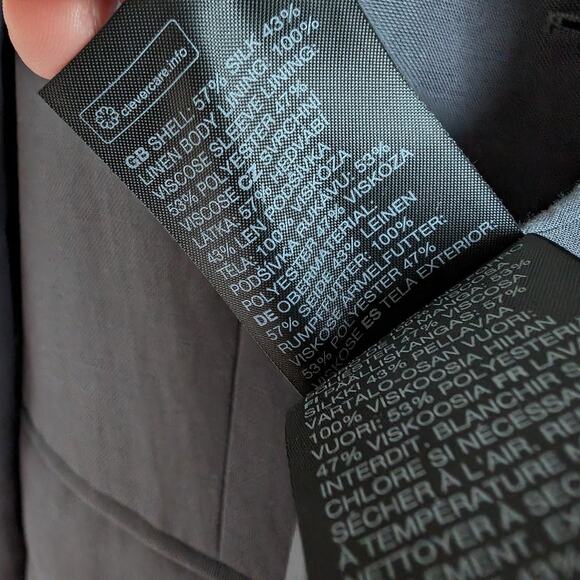 clevercare.info
GB SHELL: 57% SILK 43%
LINEN BODY LINING: 100%
VISCOSE SLEEVE LINING:
53% POLYESTER 47%
VISCOSE CZ SVRCHNÍ
LÁTKA: 57% HEDVÁBÍ
43% LEN PODŠÍVKA
TĚLA: 100% VISKÓZA
PODŠÍVKA RUKÁVŮ: 53%
POLYESTER 47% VISKÓZA
DE OBERMATERIAL:
57% SEIDE 43% LEINEN
RUMPFFUTTER: 100%
VISKOSE ÄRMELFUTTER:
53% POLYESTER 47%
VISKOSE ES TELA EXTERIOR:
FI PÄÄLLISKANGAS: 57%
SILKKI 43% PELLAVAA
VARTALO-OSAN VUORI:
100% VISKOOSIA HIHAN
VUORI: 53% POLYESTERIÄ
47% VISKOOSIA FR LAVA
INTERDIT. BLANCHIR S
CHLORE SI NÉCESSA
SÉCHER À L'AIR. RE
À TEMPÉRATURE
NETTOYER À SEC